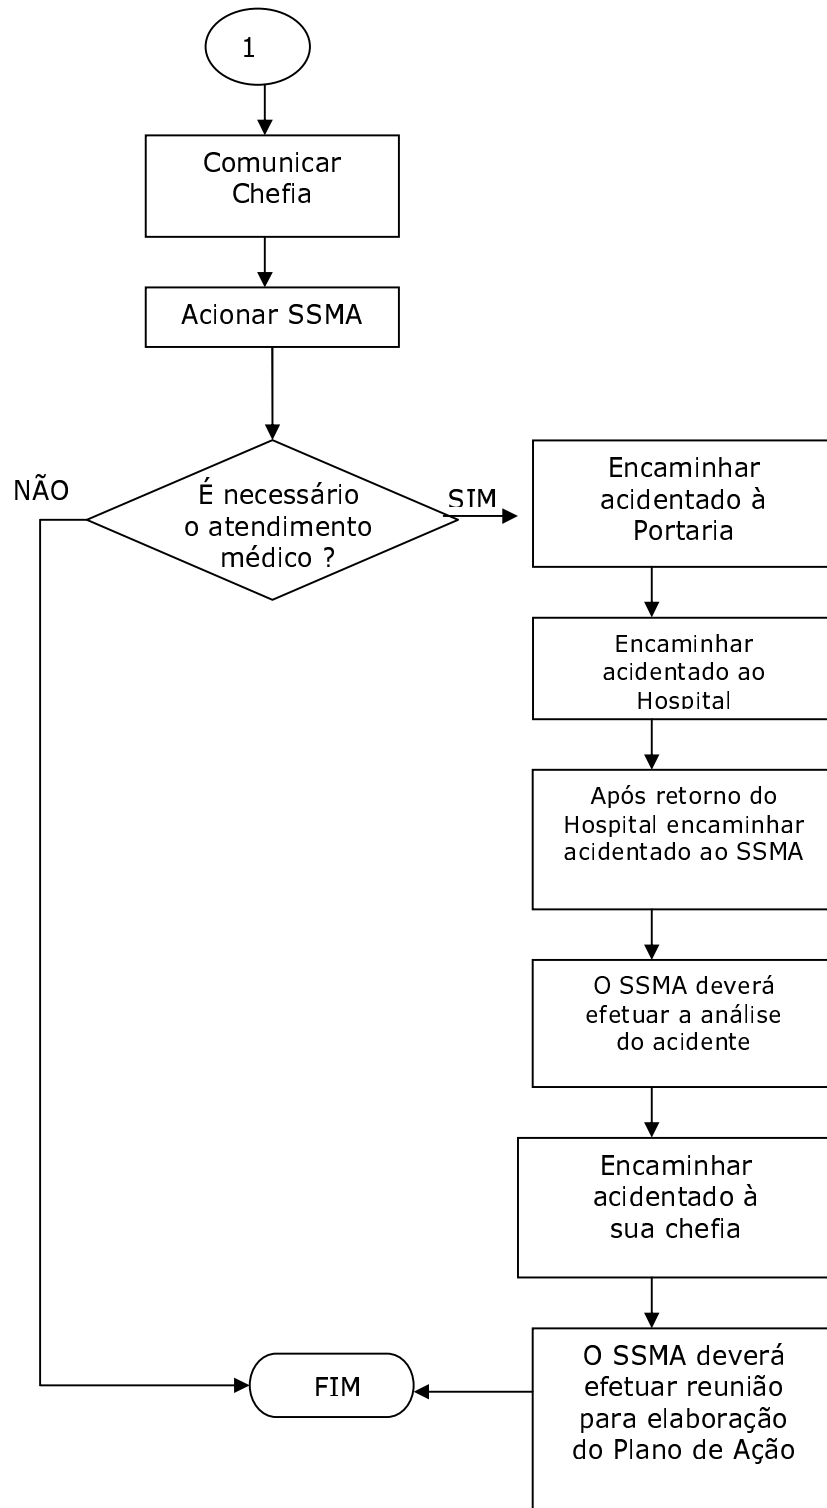 1
Comunicar
Chefia
Acionar SSMA
NÃO
É necessário
o atendimento
médico ?
SIM
Encaminhar
acidentado à
Portaria
Encaminhar
acidentado ao
Hospital
Após retorno do
Hospital encaminhar
acidentado ao SSMA
O SSMA deverá
efetuar a análise
do acidente
Encaminhar
acidentado à
sua chefia
O SSMA deverá
efetuar reunião
para elaboração
do Plano de Ação
FIM